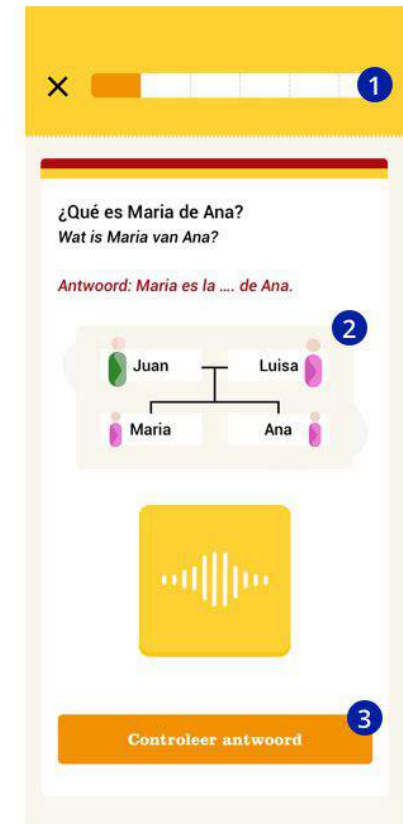 1
¿Qué es Maria de Ana?
Wat is Maria van Ana?
Antwoord: Maria es la .... de Ana.
2
Juan Luisa
Maria Ana
3
Controleer antwoord